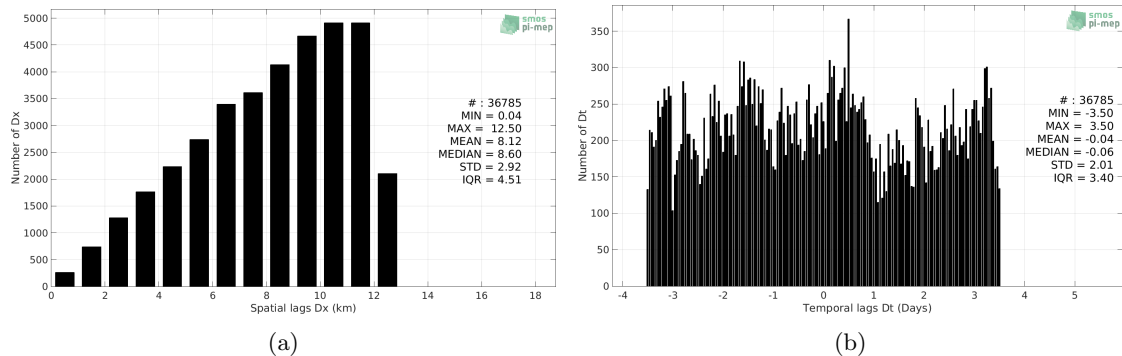 5000
4500
4000
3500
3000
2500
2000
1500
1000
500
0
Number of Dx
0 2 4 6 8 10 12 14 16 18
Spatial lags Dx (km)
smos
pi-mep
# : 36785
MIN = 0.04
MAX = 12.50
MEAN = 8.12
MEDIAN = 8.60
STD = 2.92
IQR = 4.51
(a)
350
300
250
200
150
100
50
0
Number of Dt
-4 -3 -2 -1 0 1 2 3 4 5
Temporal lags Dt (Days)
smos
pi-mep
# : 36785
MIN = -3.50
MAX = 3.50
MEAN = -0.04
MEDIAN = -0.06
STD = 2.01
IQR = 3.40
(b)